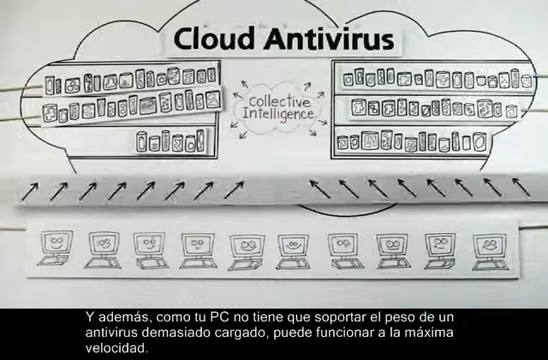 Cloud Antivirus
Collective
Intelligence
Y además, como tu PC no tiene que soportar el peso de un
antivirus demasiado cargado, puede funcionar a la máxima
velocidad.